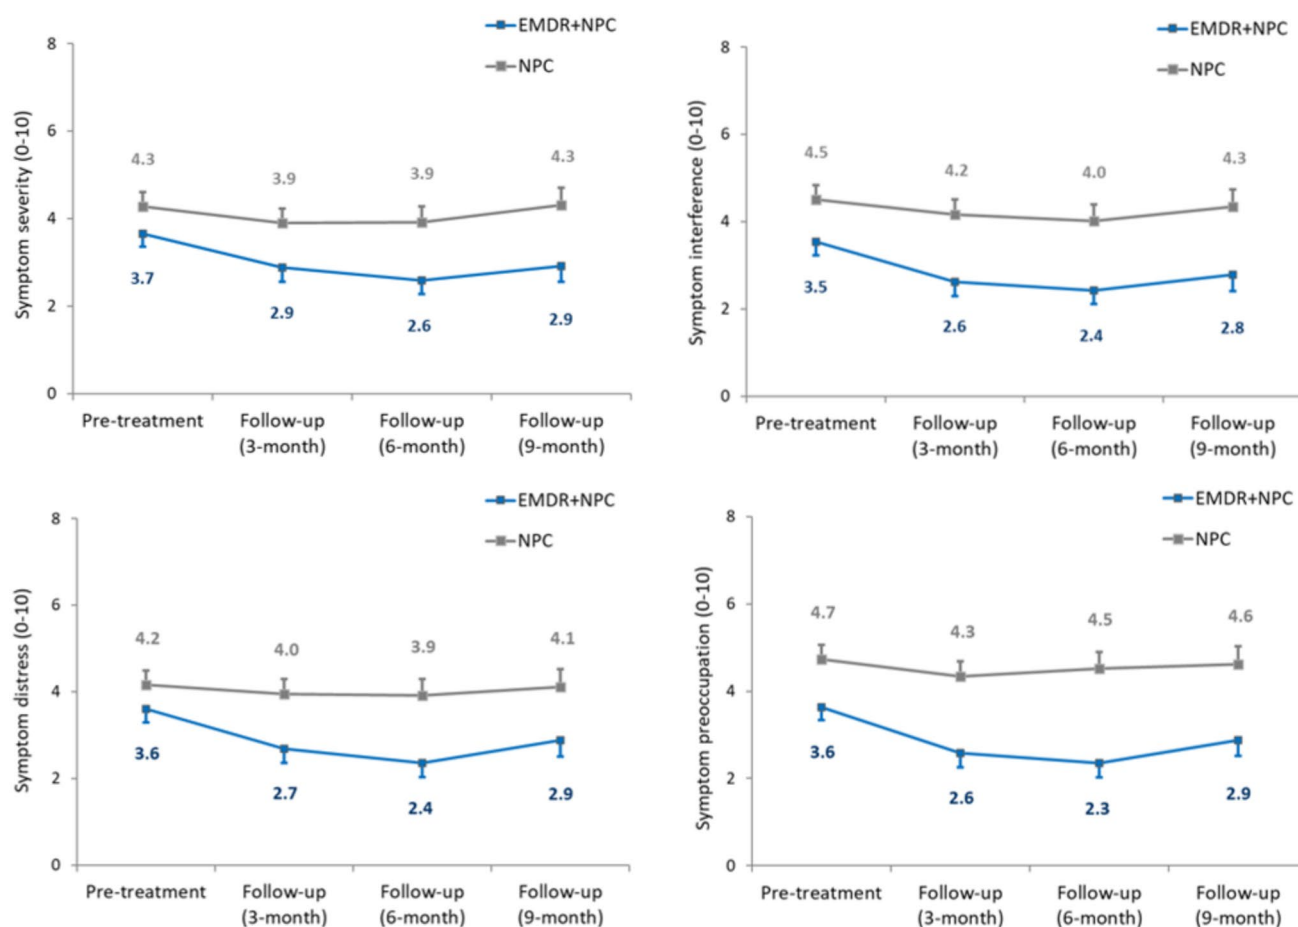 EMDR+NPC
NPC
Symptom severity (0-10)
8
6
4
2
0
4.3
3.9
3.9
4.3
3.7
2.9
2.6
2.9
Pre-treatment
Follow-up
(3-month)
Follow-up
(6-month)
Follow-up
(9-month)
EMDR+NPC
NPC
Symptom interference (0-10)
8
6
4
2
0
4.5
4.2
4.0
4.3
3.5
2.6
2.4
2.8
Pre-treatment
Follow-up
(3-month)
Follow-up
(6-month)
Follow-up
(9-month)
EMDR+NPC
NPC
Symptom distress (0-10)
8
6
4
2
0
4.2
4.0
3.9
4.1
3.6
2.7
2.4
2.9
Pre-treatment
Follow-up
(3-month)
Follow-up
(6-month)
Follow-up
(9-month)
EMDR+NPC
NPC
Symptom preoccupation (0-10)
8
6
4
2
0
4.7
4.3
4.5
4.6
3.6
2.6
2.3
2.9
Pre-treatment
Follow-up
(3-month)
Follow-up
(6-month)
Follow-up
(9-month)